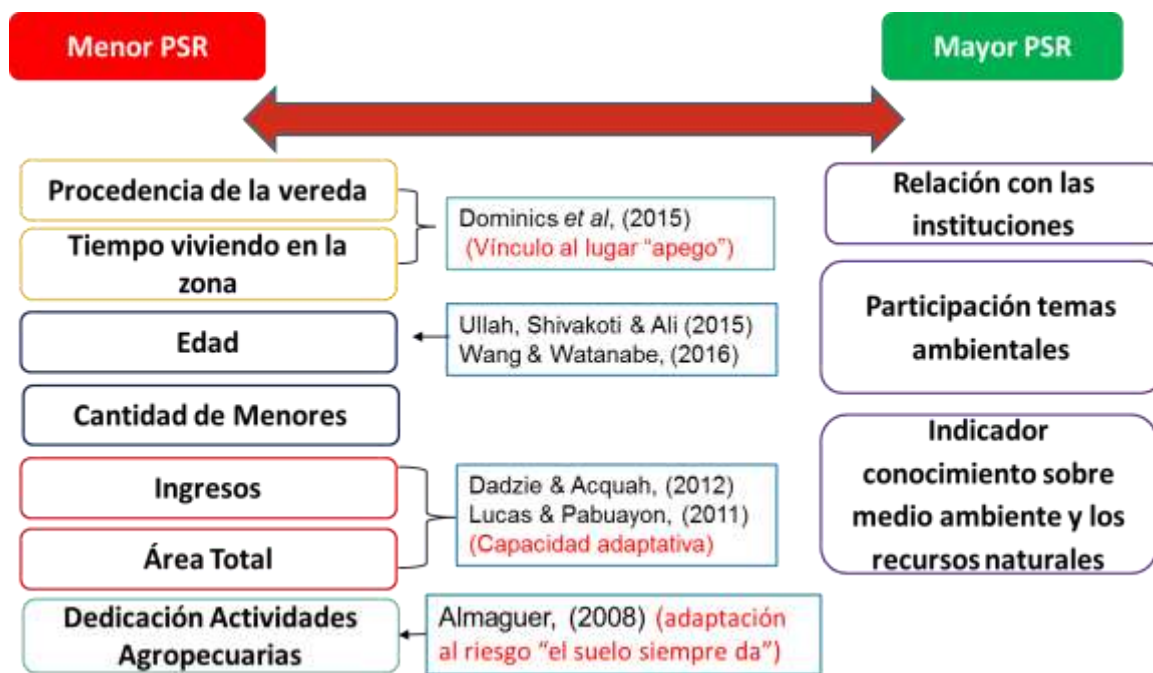 Menor PSR
Mayor PSR
Procedencia de la vereda
Tiempo viviendo en la
zona
Dominics et al, (2015)
(Vínculo al lugar “apego”)
Edad
Ullah, Shivakoti & Ali (2015)
Wang & Watanabe, (2016)
Cantidad de Menores
Ingresos
Área Total
Dadzie & Acquah, (2012)
Lucas & Pabuayon, (2011)
(Capacidad adaptativa)
Dedicación Actividades
Agropecuarias
Almaguer, (2008) (adaptación
al riesgo “el suelo siempre da”)
Relación con las
instituciones
Participación temas
ambientales
Indicador
conocimiento sobre
medio ambiente y los
recursos naturales